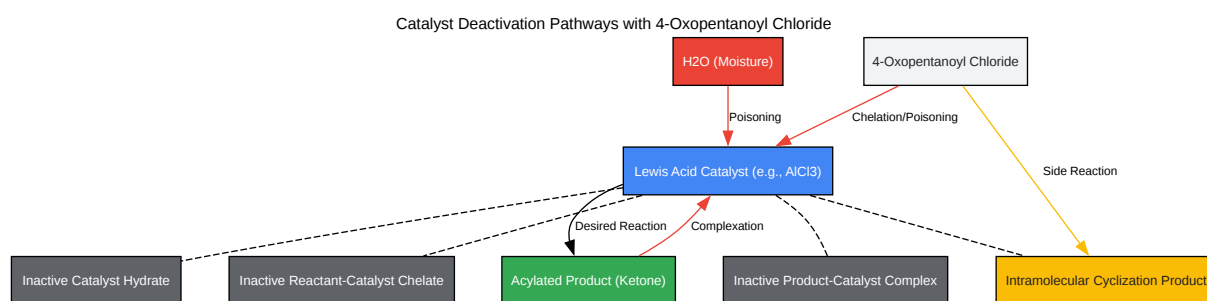 Catalyst Deactivation Pathways with 4-Oxopentanoyl Chloride
H2O (Moisture)
4-Oxopentanoyl Chloride
Poisoning
Chelation/Poisoning
Lewis Acid Catalyst (e.g., AlCl3)
Side Reaction
Desired Reaction
Complexation
Inactive Catalyst Hydrate
Inactive Reactant-Catalyst Chelate
Acylated Product (Ketone)
Inactive Product-Catalyst Complex
Intramolecular Cyclization Product